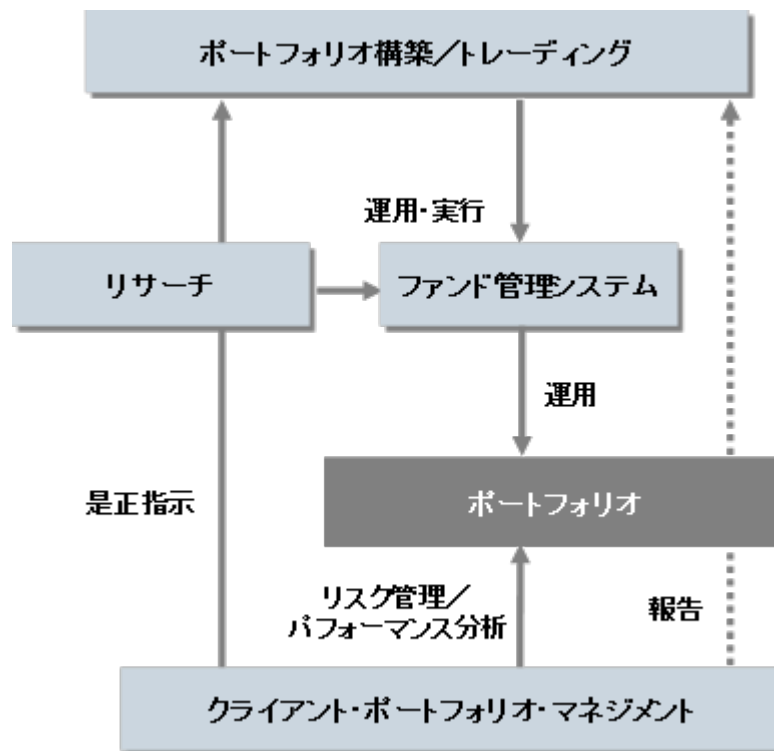 ポートフォリオ構築／トレーディング
運用・実行
リサーチ
ファンド管理システム
運用
是正指示
ポートフォリオ
リスク管理／
パフォーマンス分析
報告
クライアント・ポートフォリオ・マネジメント